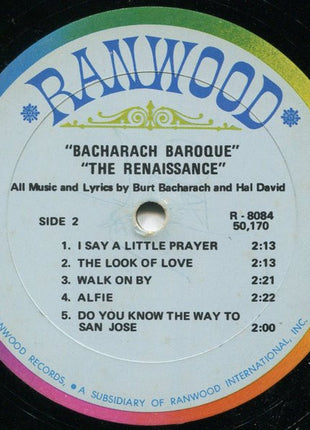 RANWOOD
"BACHARACH BAROQUE"
"THE RENAISSANCE"
All Music and Lyrics by Burt Bacharach and Hal David
SIDE 2
R - 8084
50,170
1. I SAY A LITTLE PRAYER 2:13
2. THE LOOK OF LOVE 2:13
3. WALK ON BY 2:21
4. ALFIE 2:22
5. DO YOU KNOW THE WAY TO
SAN JOSE 2:00
NWOOD RECORDS, • A SUBSIDIARY OF RANWOOD INTERNATIONAL, INC.